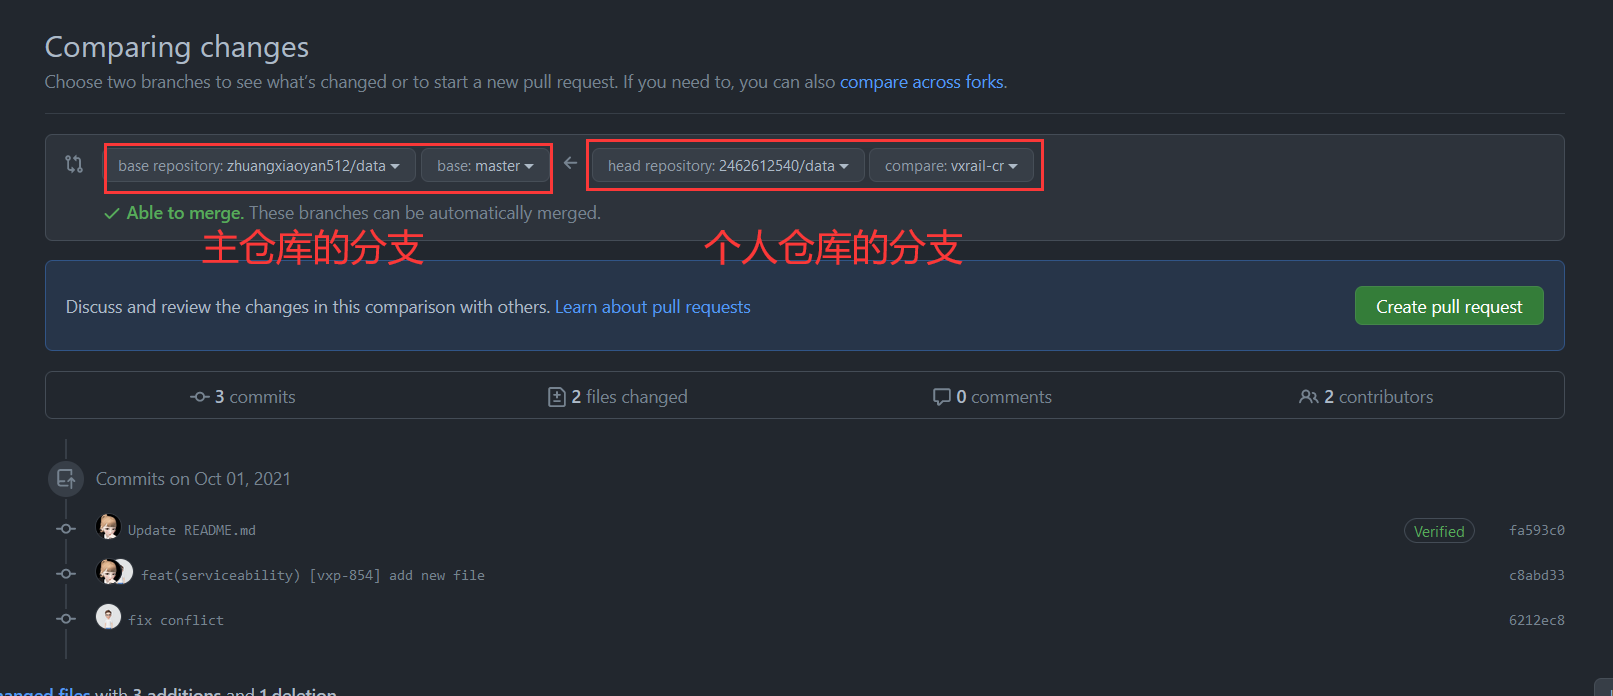 Comparing changes
Choose two branches to see what's changed or to start a new pull request. If you need to, you can also compare across forks.
base repository: zhuangxiaoyan512/data base: master head repository: 2462612540/data compare: vxrail-cr
Able to merge. These branches can be automatically merged.
主仓库的分支 个人仓库的分支
Discuss and review the changes in this comparison with others. Learn about pull requests Create pull request
3 commits 2 files changed 0 comments 2 contributors
Commits on Oct 01, 2021
Update README.md Verified fa593c0
feat(serviceability) [vxp-854] add new file c8abd33
fix conflict 6212ec8
changed files with 3 additions and 1 deletion